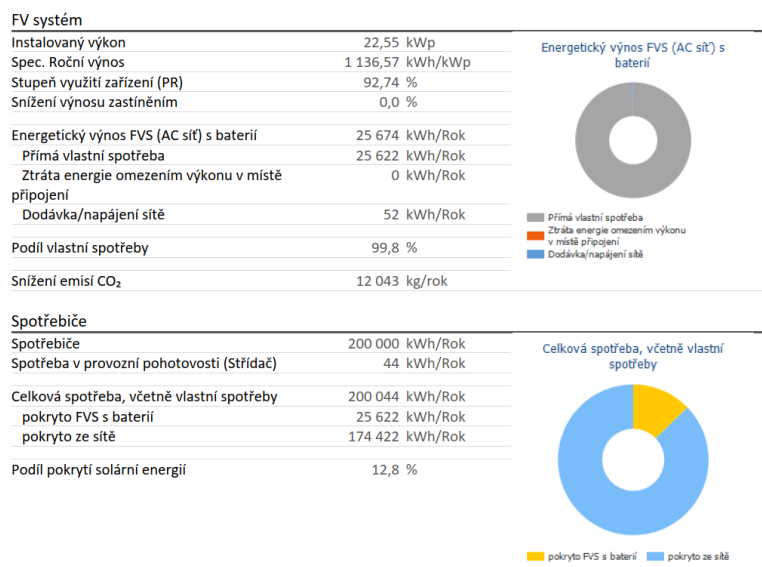 FV systém
Instalovaný výkon 22,55 kWp
Spec. Roční výnos 1 136,57 kWh/kWp
Stupeň využití zařízení (PR) 92,74 %
Snížení výnosu zastíněním 0,0 %
Energetický výnos FVS (AC síť) s baterií 25 674 kWh/Rok
Přímá vlastní spotřeba 25 622 kWh/Rok
Ztráta energie omezením výkonu v místě 0 kWh/Rok
připojení
Dodávka/napájení sítě 52 kWh/Rok
Podíl vlastní spotřeby 99,8 %
Snížení emisí CO₂ 12 043 kg/rok
Energetický výnos FVS (AC síť) s
baterií
Přímá vlastní spotřeba
Ztráta energie omezením výkonu
v místě připojení
Dodávka/napájení sítě
Spotřebiče
Spotřebiče 200 000 kWh/Rok
Spotřeba v provozní pohotovosti (Střídač) 44 kWh/Rok
Celková spotřeba, včetně vlastní spotřeby 200 044 kWh/Rok
pokryto FVS s baterií 25 622 kWh/Rok
pokryto ze sítě 174 422 kWh/Rok
Podíl pokrytí solární energií 12,8 %
Celková spotřeba, včetně vlastní
spotřeby
pokryto FVS s baterií pokryto ze sítě